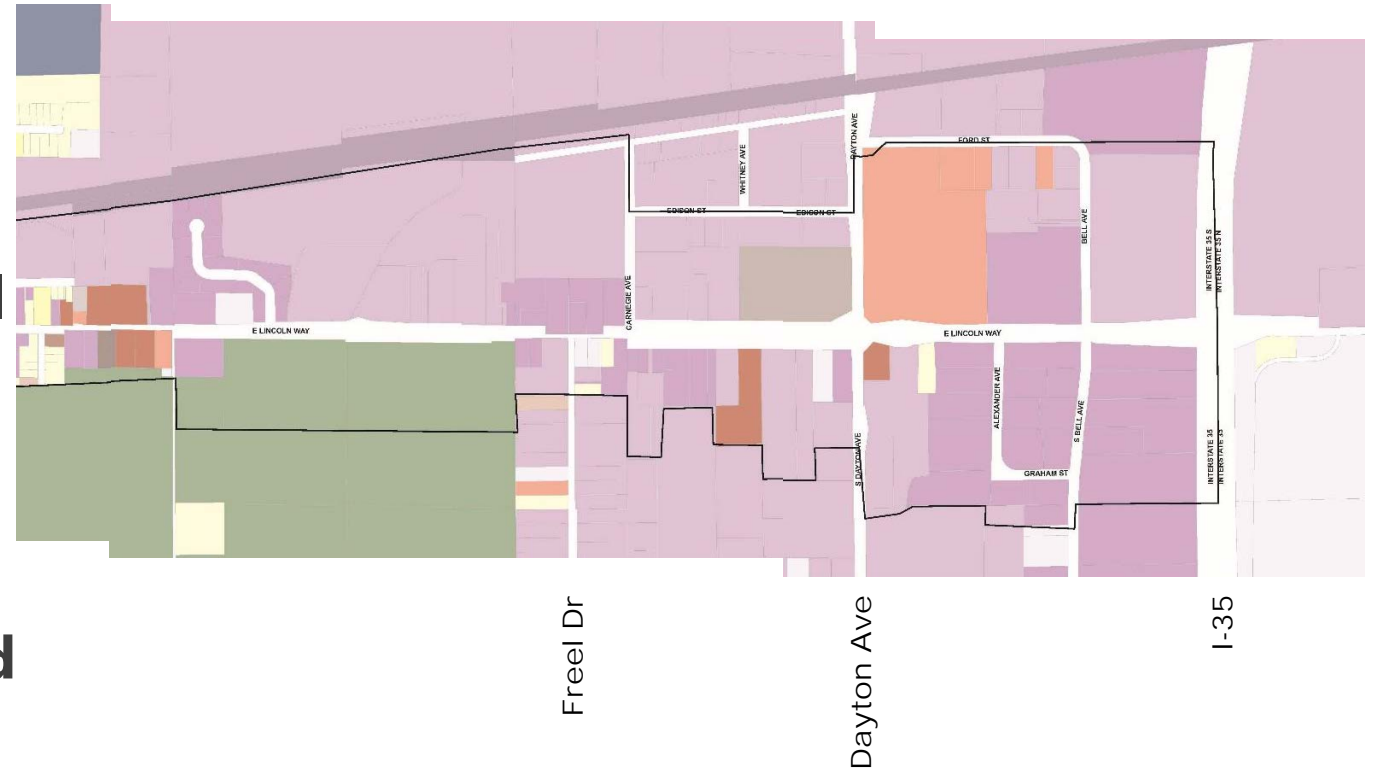 DAYTON AVE
FORD ST
WHITNEY AVE
EDISON ST
EDISON ST
BELL AVE
INTERSTATE 35 S
INTERSTATE 35 N
CARNEGIE AVE
E LINCOLN WAY
E LINCOLN WAY
ALEXANDER AVE
S BELL AVE
S DAYTON AVE
GRAHAM ST
INTERSTATE 35
INTERSTATE 35
d
Freel Dr
Dayton Ave
I-35